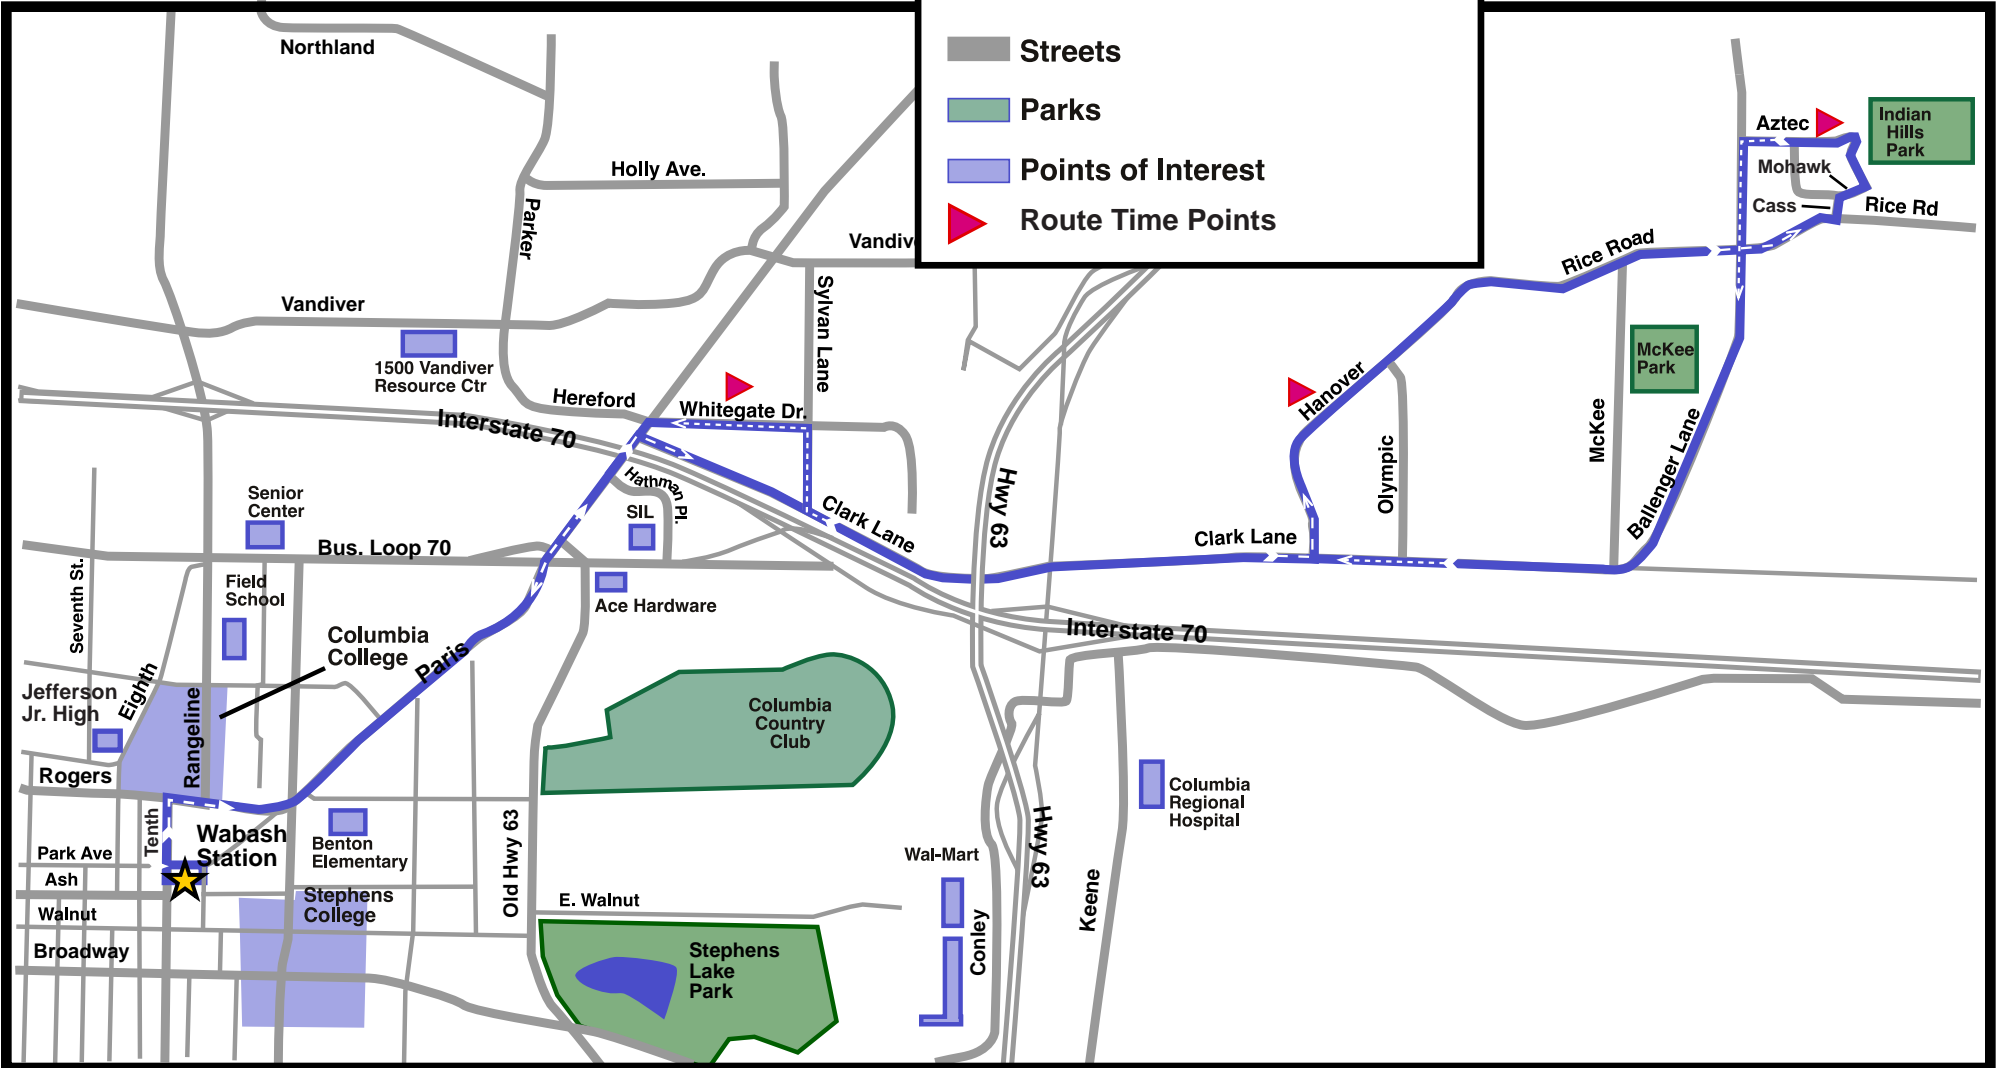 Streets
Parks
Points of Interest
Route Time Points
Northland
Holly Ave.
Parker
Vandiv
Vandiver
Sylvan Lane
1500 Vandiver
Resource Ctr
Hereford
Whitegate Dr.
Interstate 70
Hathman Pl.
Senior
Center
SIL
Bus. Loop 70
Clark Lane
Hwy 63
Clark Lane
Hanover
Olympic
McKee
McKee
Park
Ballenger Lane
Rice Road
Aztec
Mohawk
Cass
Rice Rd
Indian
Hills
Park
Seventh St.
Field
School
Ace Hardware
Columbia
College
Paris
Interstate 70
Jefferson
Jr. High
Eighth
Rangeline
Columbia
Country
Club
Rogers
Tenth
Wabash
Station
Benton
Elementary
Old Hwy 63
Columbia
Regional
Hospital
Hwy 63
Park Ave
Ash
Wal-Mart
Keene
Walnut
Stephens
College
E. Walnut
Conley
Broadway
Stephens
Lake
Park